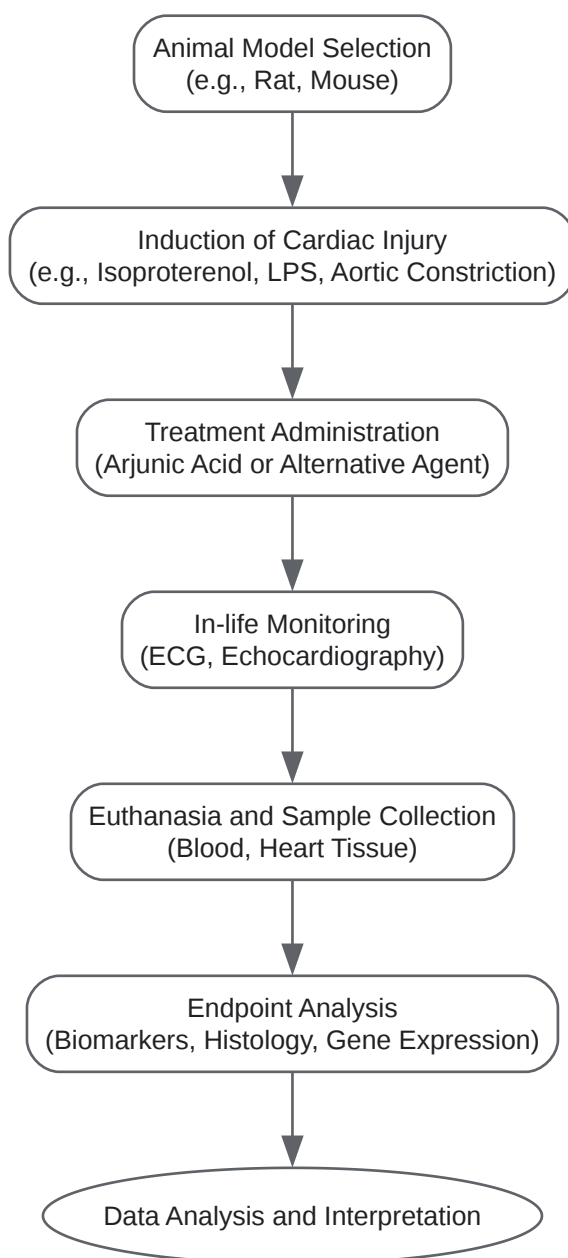 Animal Model Selection
(e.g., Rat, Mouse)
Induction of Cardiac Injury
(e.g., Isoproterenol, LPS, Aortic Constriction)
Treatment Administration
(Arjunic Acid or Alternative Agent)
In-life Monitoring
(ECG, Echocardiography)
Euthanasia and Sample Collection
(Blood, Heart Tissue)
Endpoint Analysis
(Biomarkers, Histology, Gene Expression)
Data Analysis and Interpretation